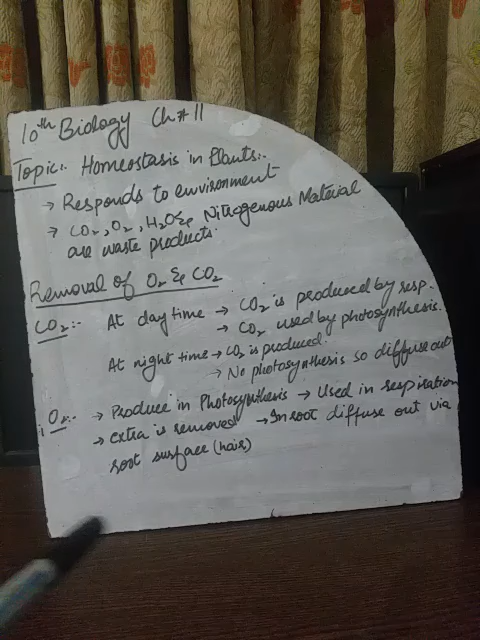 10th Biology Ch # 11
Topic:. Homeostasis in Plants:.
→ Responds to environment
→ CO2, O2, H2O & Nitrogenous Material
are waste products.
Removal of O2 & CO2
CO2:- At day time → CO2 is produced by resp.
→ CO2 used by photosynthesis.
At night time → CO2 is produced.
→ No photosynthesis so diffuse out
O2:- → Produce in Photosynthesis → Used in respiration
→ extra is removed → In root diffuse out via
root surface (hair)